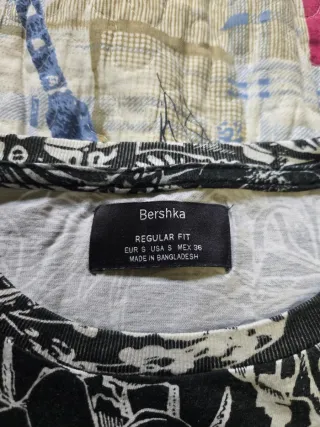 Bershka
REGULAR FIT
EUR S USA S MEX 36
MADE IN BANGLADESH